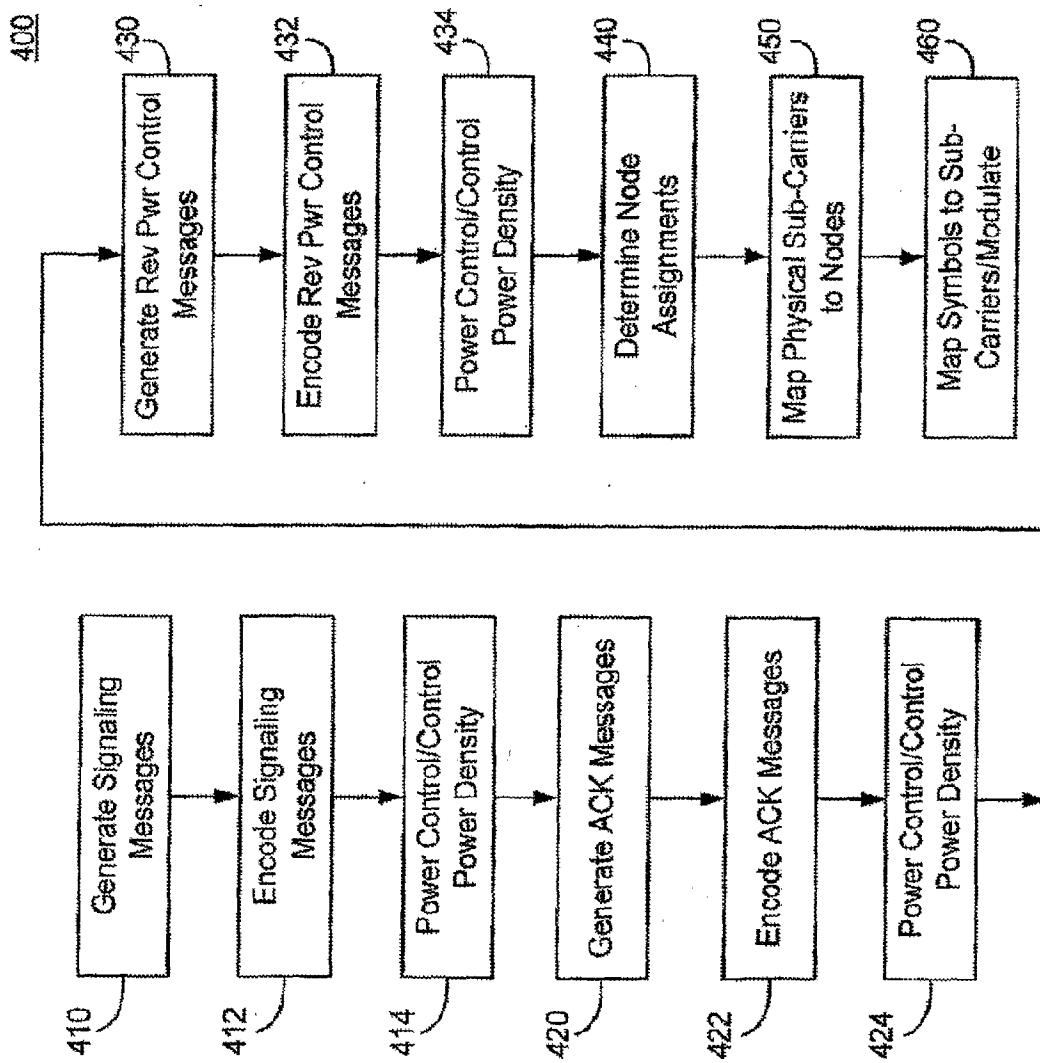 400
410
Generate Signaling
Messages
412
Encode Signaling
Messages
414
Power Control/Control
Power Density
420
Generate ACK Messages
422
Encode ACK Messages
424
Power Control/Control
Power Density
430
Generate Rev Pwr Control
Messages
432
Encode Rev Pwr Control
Messages
434
Power Control/Control
Power Density
440
Determine Node
Assignments
450
Map Physical Sub-Carriers
to Nodes
460
Map Symbols to Sub-
Carriers/Modulate